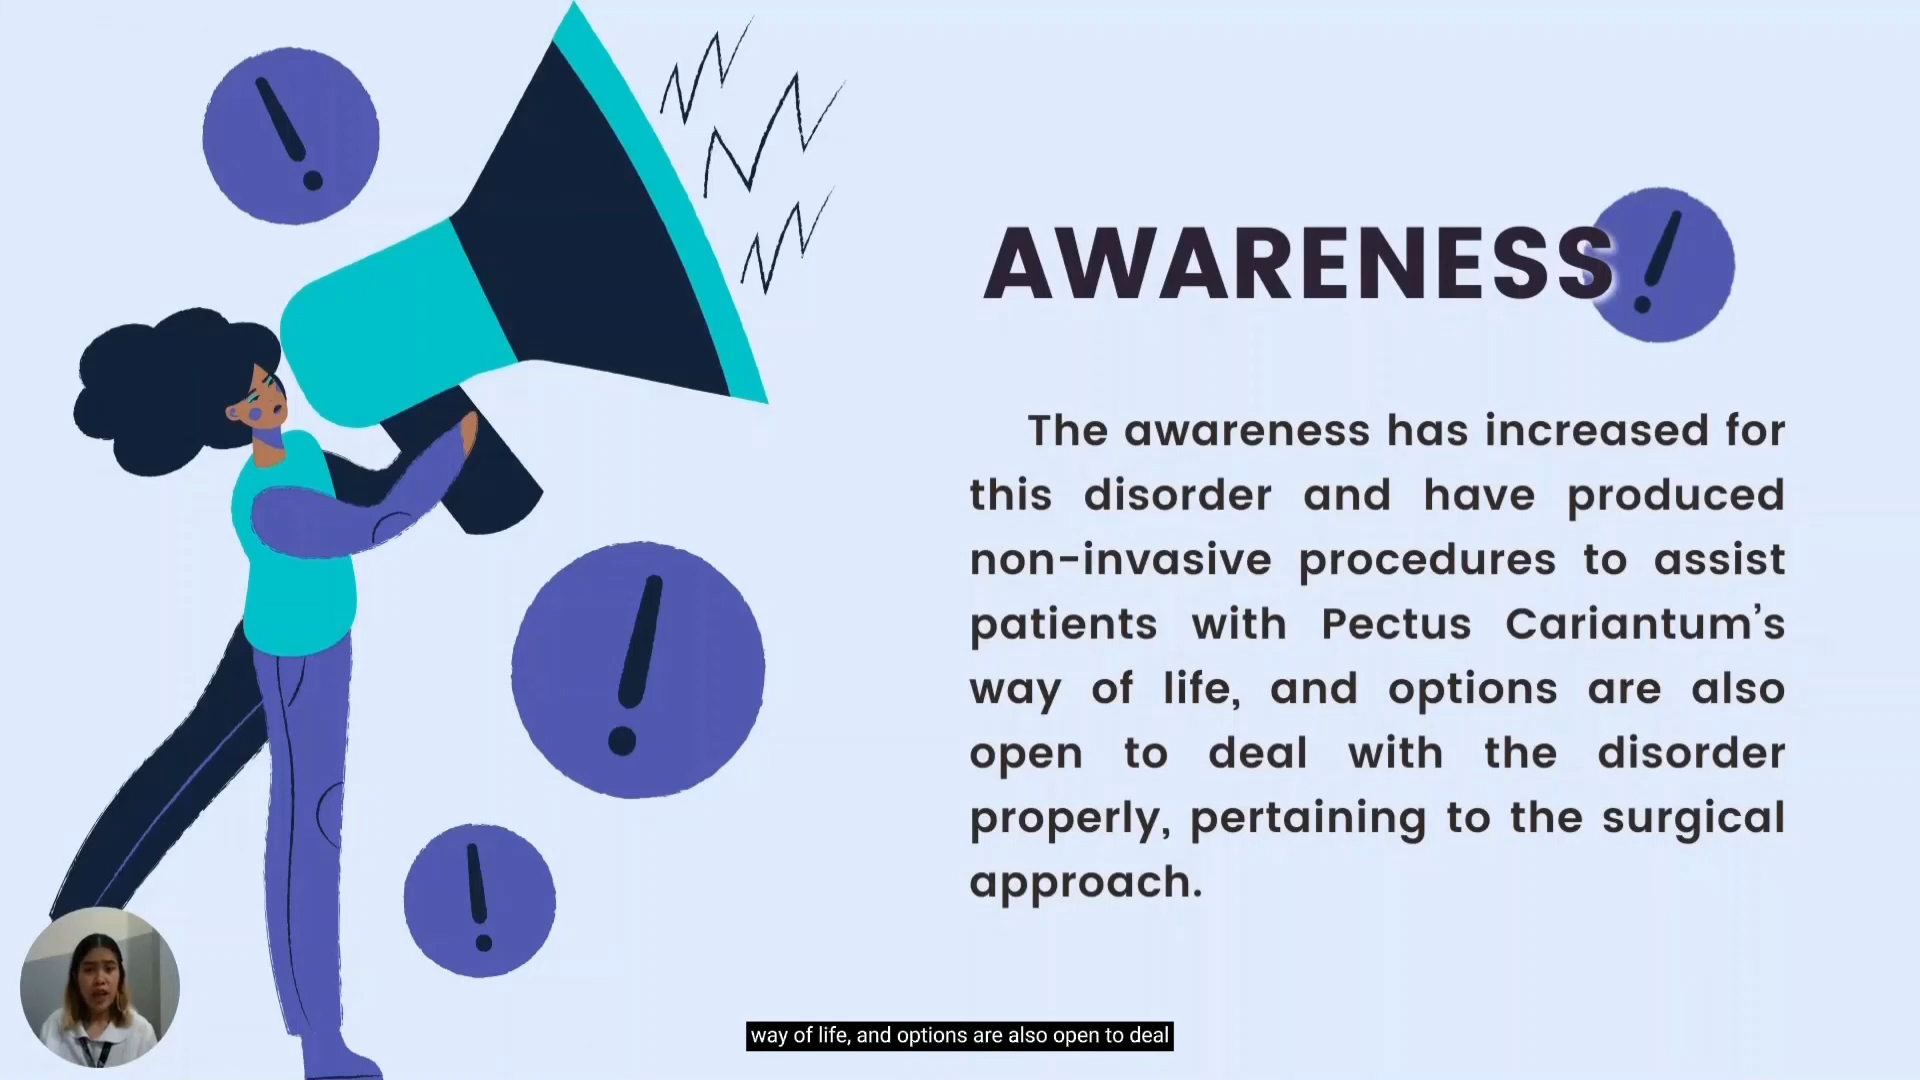 AWARENESS
The awareness has increased for
this disorder and have produced
non-invasive procedures to assist
patients with Pectus Cariantum’s
way of life, and options are also
open to deal with the disorder
properly, pertaining to the surgical
approach.
way of life, and options are also open to deal